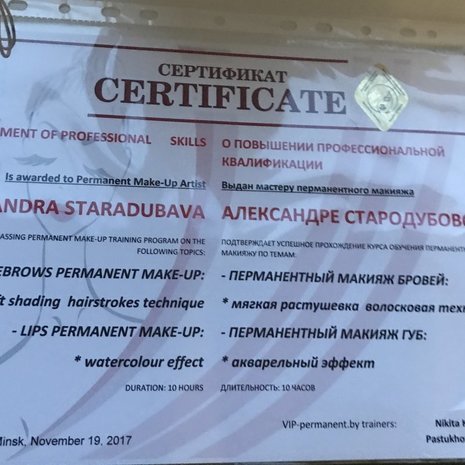 СЕРТИФИКАТ
CERTIFICATE
MENT OF PROFESSIONAL SKILLS
О ПОВЫШЕНИИ ПРОФЕССИОНАЛЬНОЙ
КВАЛИФИКАЦИИ
Is awarded to Permanent Make-Up Artist
Выдан мастеру перманентного макияжа
ANDRA STARADUBAVA
АЛЕКСАНДРЕ СТАРОДУБОВО
ASSING PERMANENT MAKE-UP TRAINING PROGRAM ON THE
FOLLOWING TOPICS:
ПОДТВЕРЖДАЕТ УСПЕШНОЕ ПРОХОЖДЕНИЕ КУРСА ОБУЧЕНИЯ ПЕРМАНЕНТН
МАКИЯЖУ ПО ТЕМАМ:
EBROWS PERMANENT MAKE-UP:
- ПЕРМАНЕНТНЫЙ МАКИЯЖ БРОВЕЙ:
ft shading hairstrokes technique
* мягкая растушевка волосковая техн
- LIPS PERMANENT MAKE-UP:
- ПЕРМАНЕНТНЫЙ МАКИЯЖ ГУБ:
* watercolour effect
* акварельный эффект
DURATION: 10 HOURS
ДЛИТЕЛЬНОСТЬ: 10 ЧАСОВ
VIP-permanent.by trainers:
Nikita K
Pastukho
Minsk, November 19, 2017